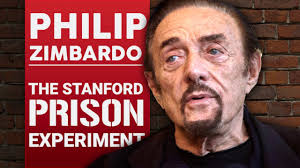 PHILIP
ZIMBARDO
THE STANFORD
PRISON
EXPERIMENT